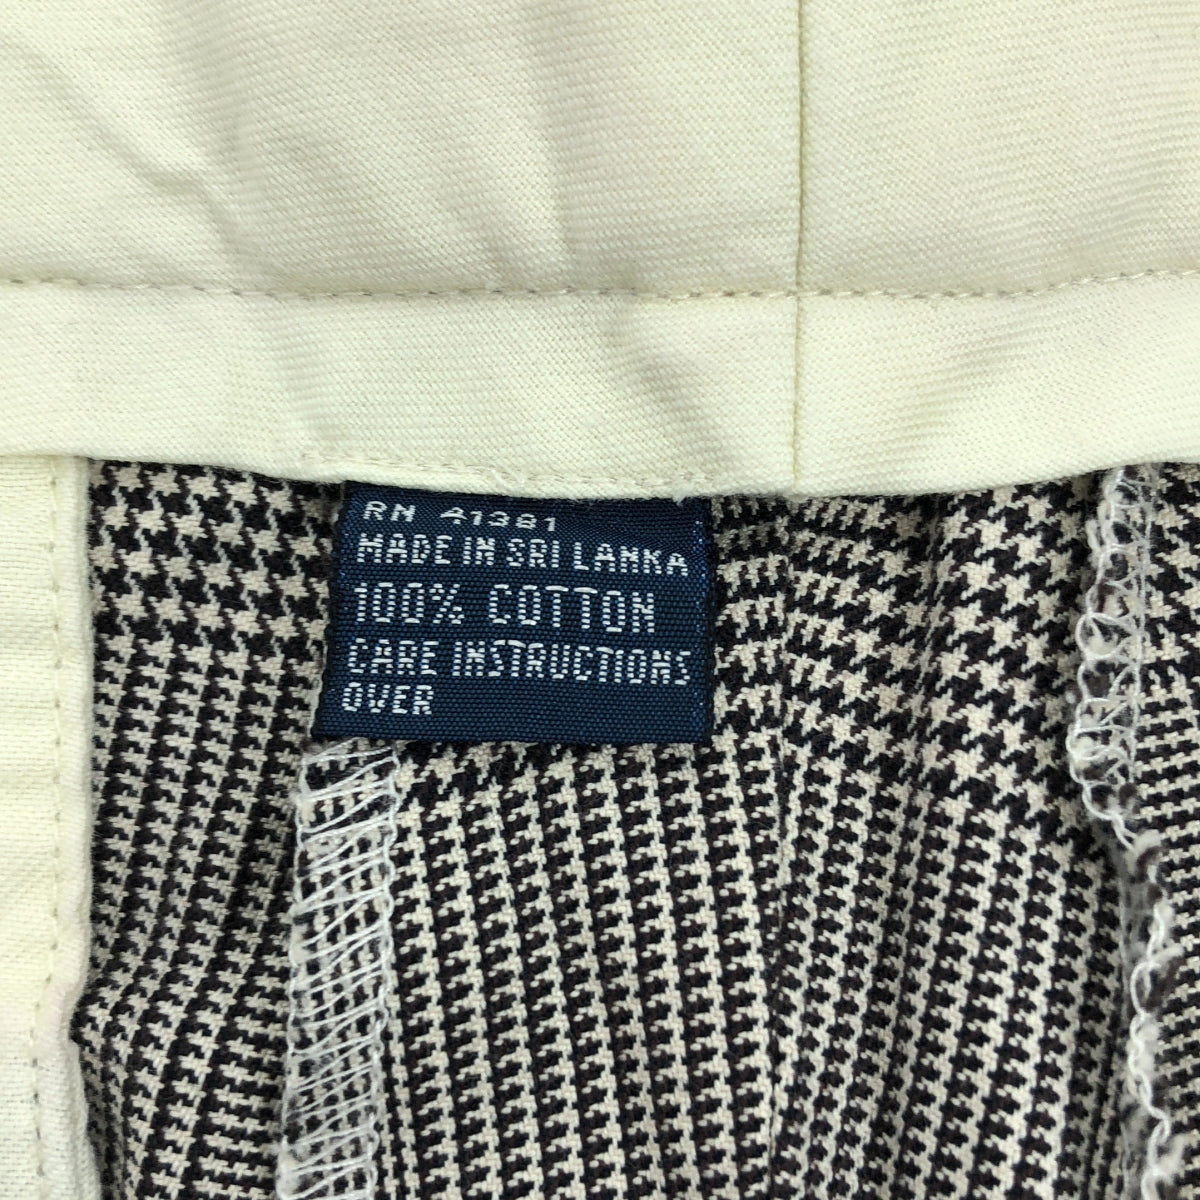 RN 41381
MADE IN SRI LANKA
100% COTTON
CARE INSTRUCTIONS
OVER